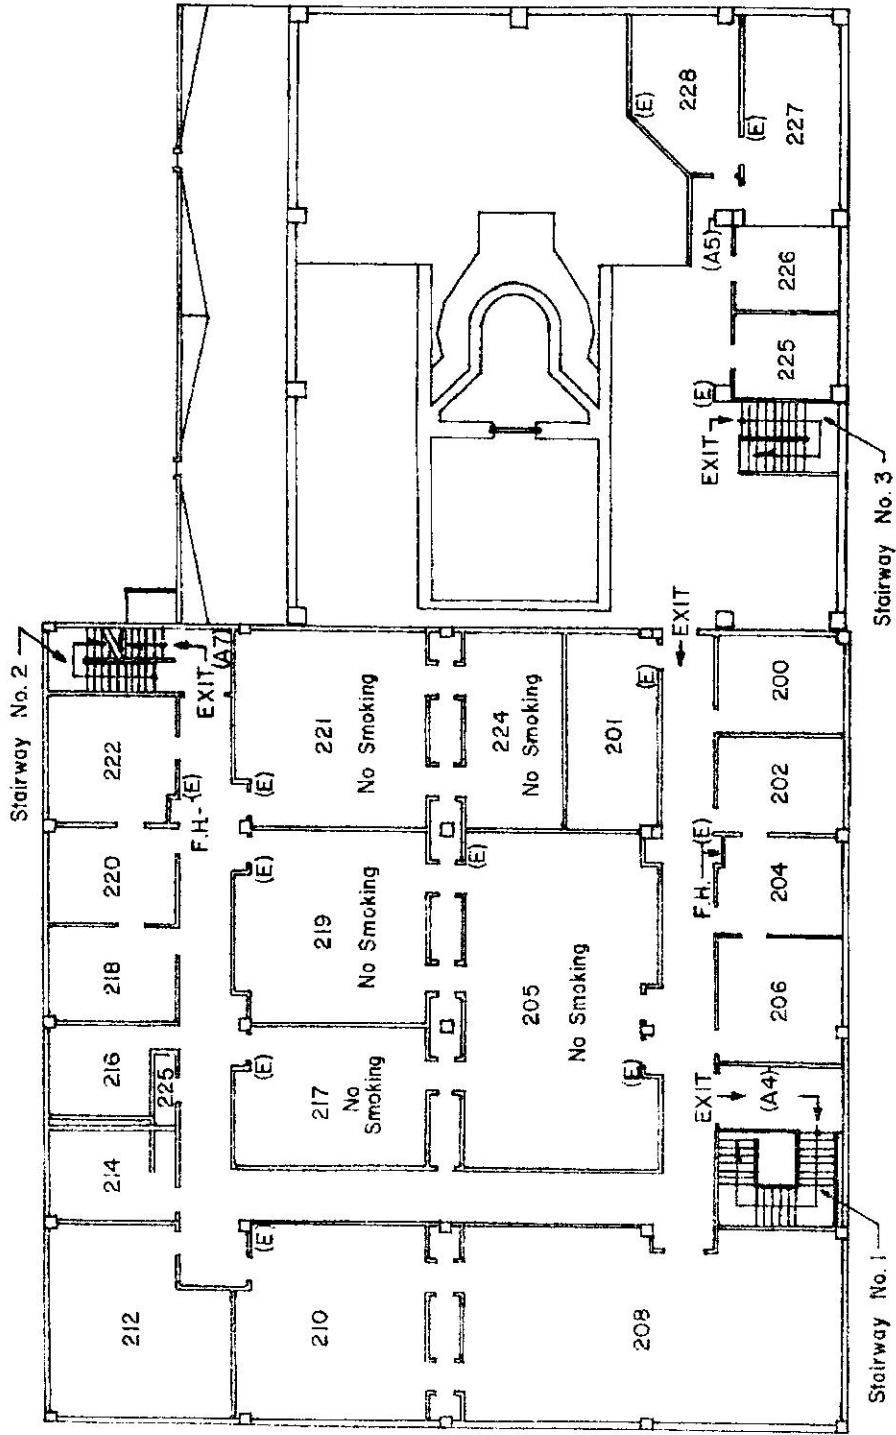 Stairway No. 2
212
214
216
218
220
222
225
F.H.
(E)
EXIT
(A7)
(E)
(E)
(E)
(E)
210
217
No
Smoking
219
No Smoking
221
No Smoking
(E)
205
No Smoking
224
No Smoking
201
(E)
(E)
208
EXIT
EXIT
(A4)
F.H.
(E)
206
204
202
200
(E)
228
(E)
(A5)
(E)
EXIT
225
226
227
Stairway No. 1
Stairway No. 3